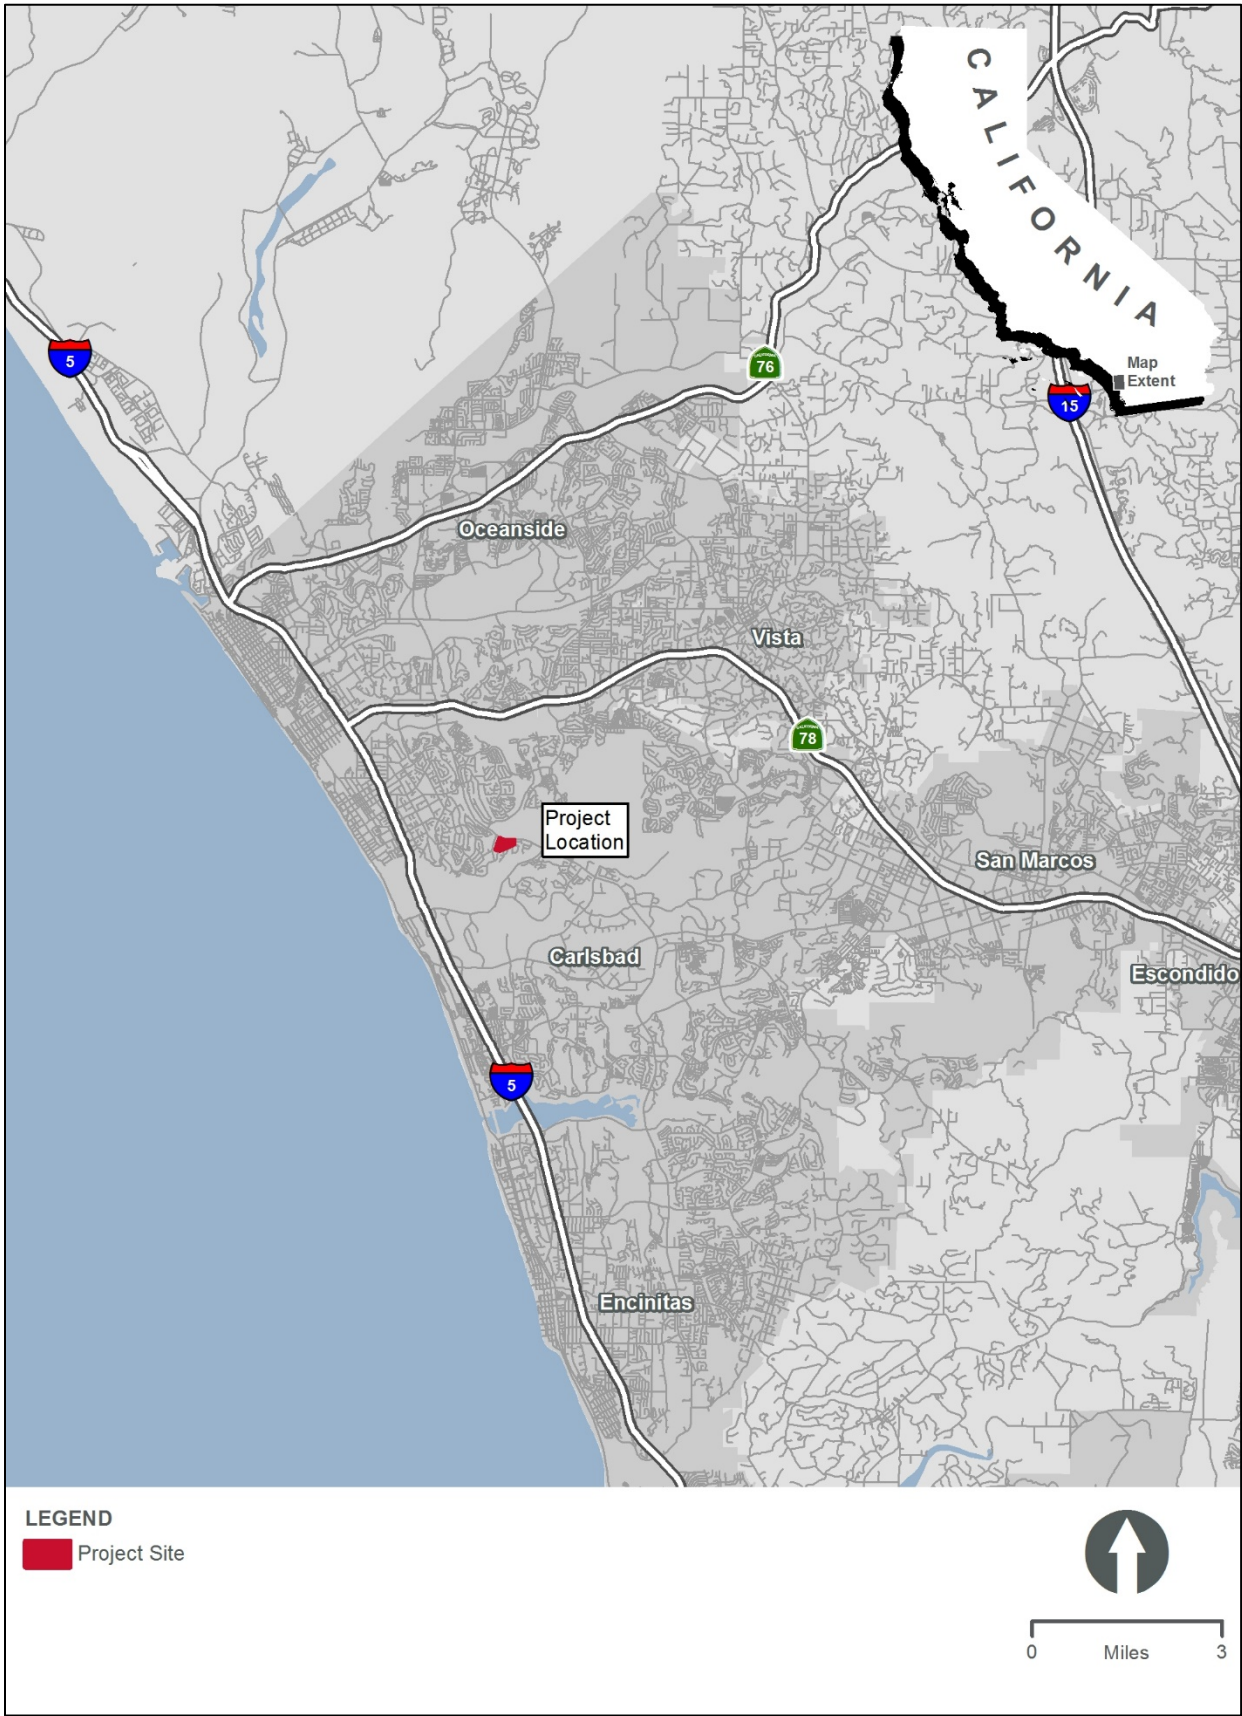 CALIFORNIA
Map
Extent
5
76
15
Oceanside
Vista
78
Project
Location
San Marcos
Carlsbad
Escondido
5
Encinitas
LEGEND
Project Site
0 Miles 3